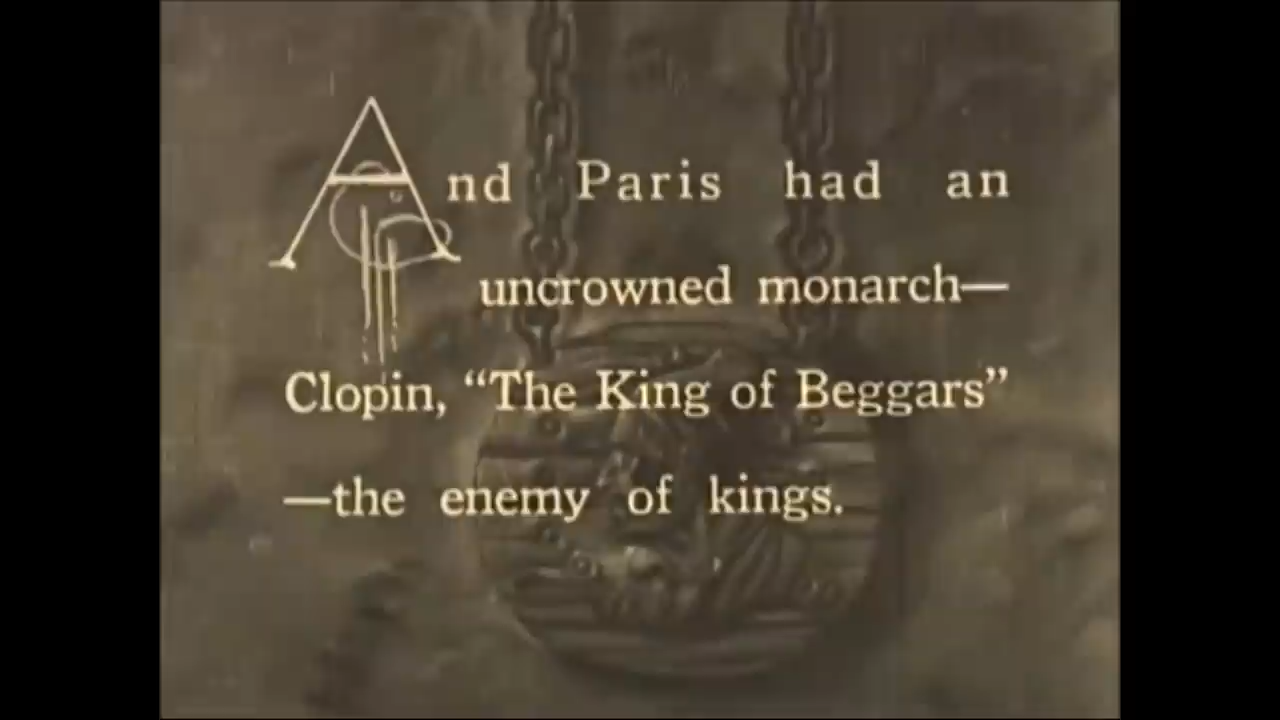 And Paris had an
uncrowned monarch—
Clopin, “The King of Beggars”
—the enemy of kings.